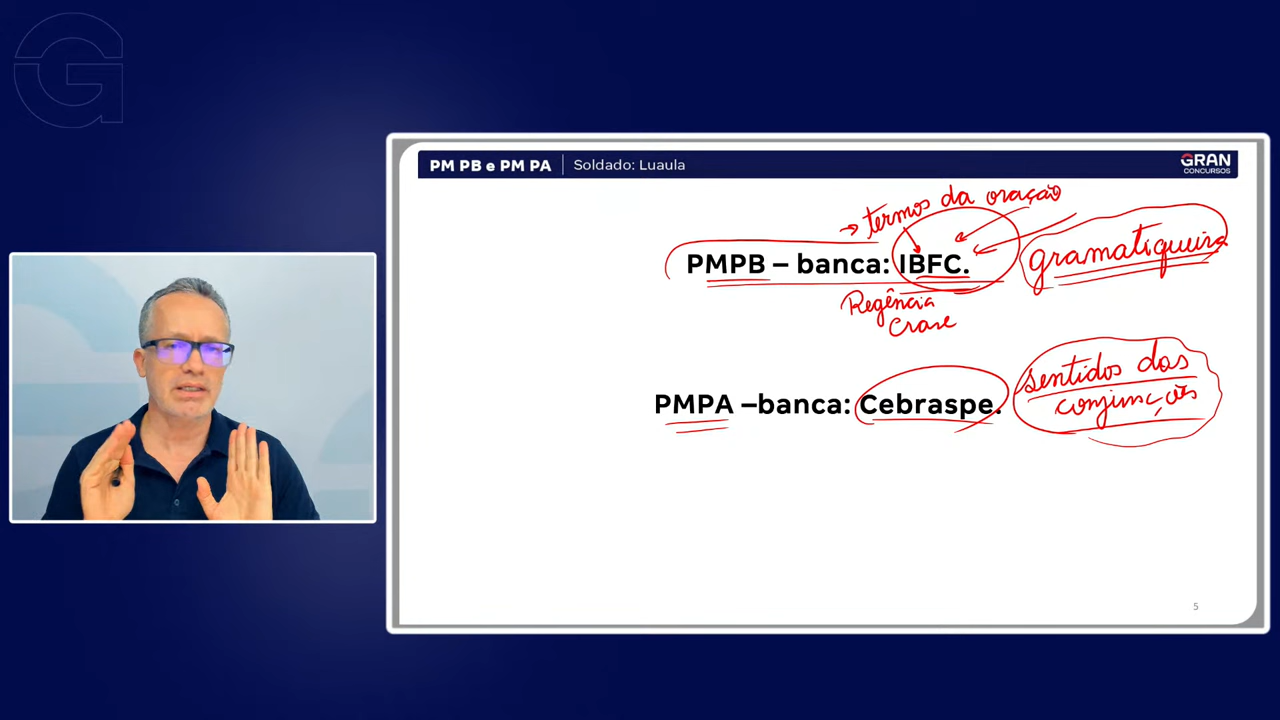 PM PB e PM PA | Soldado: Luaula
GRAN
CONCURSOS
→ termos da oração
PMPB – banca: IBFC.
gramatiqueira
Regência
Crase
PMPA –banca: Cebraspe.
sentidos das
conjunções
5